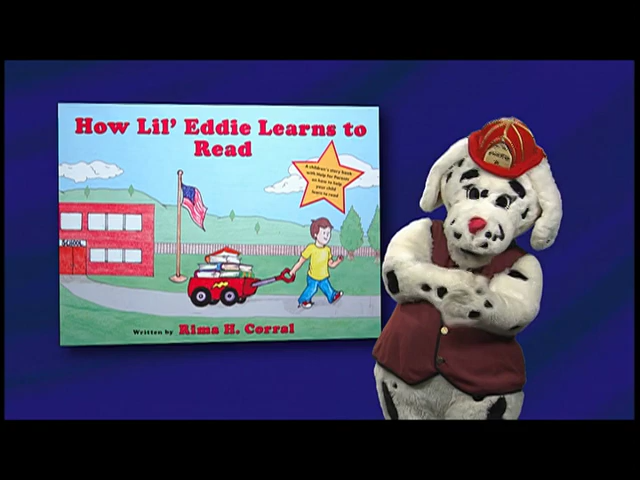 How Lil' Eddie Learns to
Read
A children's story book
with Help for Parents
on how to help
your child
learn to read
SCHOOL
Written by Rima H. Corral